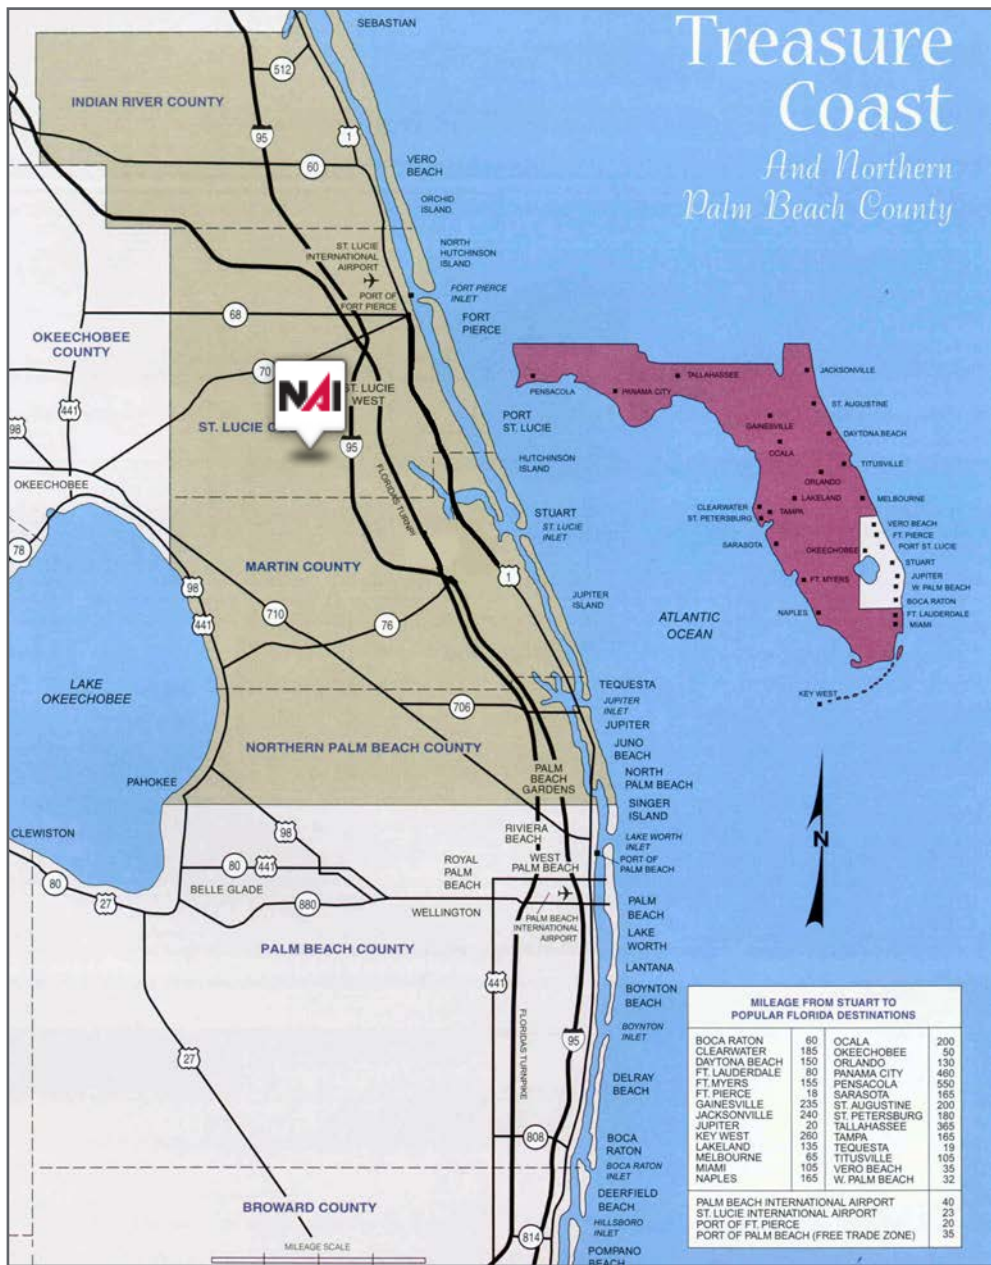 Treasure
Coast
And Northern
Palm Beach County
SEBASTIAN
512
INDIAN RIVER COUNTY
95
1
60
VERO
BEACH
ORCHID
ISLAND
ST. LUCIE
INTERNATIONAL
AIRPORT
NORTH
HUTCHINSON
ISLAND
PORT OF
FORT PIERCE
FORT PIERCE
INLET
68
FORT
PIERCE
OKEECHOBEE
COUNTY
70
NAI
ST. LUCIE
WEST
441
98
ST. LUCIE C
95
PORT
ST. LUCIE
HUTCHINSON
ISLAND
OKEECHOBEE
FLORIDAS TURNPI
STUART
ST. LUCIE
INLET
78
MARTIN COUNTY
98
441
1
710
76
JUPITER
ISLAND
ATLANTIC
OCEAN
LAKE
OKEECHOBEE
TEQUESTA
JUPITER
INLET
706
JUPITER
NORTHERN PALM BEACH COUNTY
JUNO
BEACH
PAHOKEE
PALM
BEACH
GARDENS
NORTH
PALM BEACH
SINGER
ISLAND
CLEWISTON
98
RIVIERA
BEACH
LAKE WORTH
INLET
PORT OF
PALM BEACH
80
441
ROYAL
PALM
BEACH
WEST
PALM BEACH
80
27
BELLE GLADE
880
WELLINGTON
PALM BEACH
INTERNATIONAL
AIRPORT
PALM
BEACH
LAKE
WORTH
PALM BEACH COUNTY
LANTANA
441
BOYNTON
BEACH
FLORIDAS TURNPIKE
95
BOYNTON
INLET
27
DELRAY
BEACH
808
BOCA
RATON
BOCA RATON
INLET
BROWARD COUNTY
DEERFIELD
BEACH
HILLSBORO
INLET
814
MILEAGE SCALE
POMPANO
BEACH
PENSACOLA
PANAMA CITY
TALLAHASSEE
JACKSONVILLE
ST. AUGUSTINE
GAINESVILLE
DAYTONA BEACH
OCALA
TITUSVILLE
ORLANDO
LAKELAND
MELBOURNE
CLEARWATER
TAMPA
ST. PETERSBURG
VERO BEACH
FT. PIERCE
PORT ST. LUCIE
SARASOTA
OKEECHOBEE
STUART
FT. MYERS
JUPITER
W. PALM BEACH
BOCA RATON
NAPLES
FT. LAUDERDALE
MIAMI
KEY WEST
N
MILEAGE FROM STUART TO
POPULAR FLORIDA DESTINATIONS
BOCA RATON 60 OCALA 200
CLEARWATER 185 OKEECHOBEE 50
DAYTONA BEACH 150 ORLANDO 130
FT. LAUDERDALE 80 PANAMA CITY 460
FT. MYERS 155 PENSACOLA 550
FT. PIERCE 18 SARASOTA 165
GAINESVILLE 235 ST. AUGUSTINE 200
JACKSONVILLE 240 ST. PETERSBURG 180
JUPITER 20 TALLAHASSEE 365
KEY WEST 260 TAMPA 165
LAKELAND 135 TEQUESTA 19
MELBOURNE 65 TITUSVILLE 105
MIAMI 105 VERO BEACH 35
NAPLES 165 W. PALM BEACH 32
PALM BEACH INTERNATIONAL AIRPORT 40
ST. LUCIE INTERNATIONAL AIRPORT 23
PORT OF FT. PIERCE 20
PORT OF PALM BEACH (FREE TRADE ZONE) 35